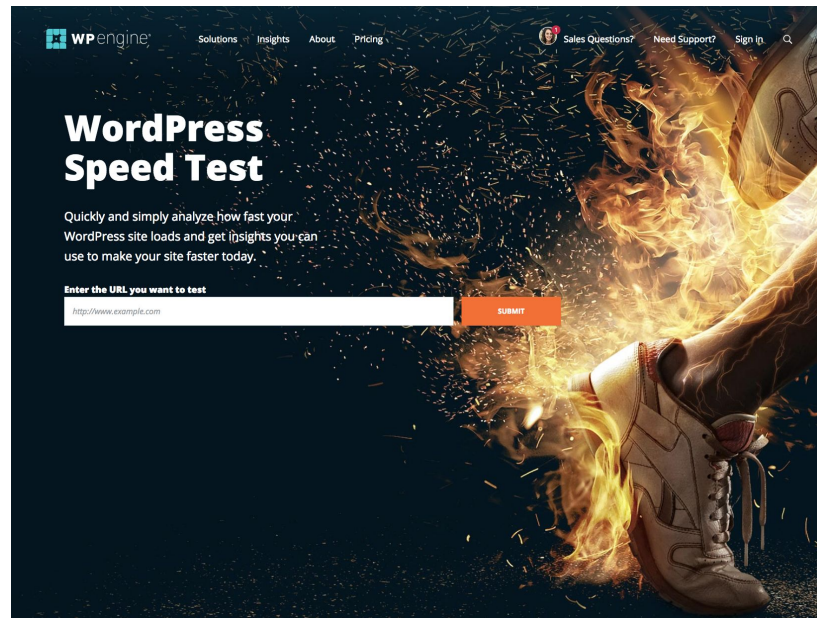 WP engine
Solutions Insights About Pricing
1
Sales Questions? Need Support? Sign in
WordPress
Speed Test
Quickly and simply analyze how fast your
WordPress site loads and get insights you can
use to make your site faster today.
Enter the URL you want to test
http://www.example.com
SUBMIT